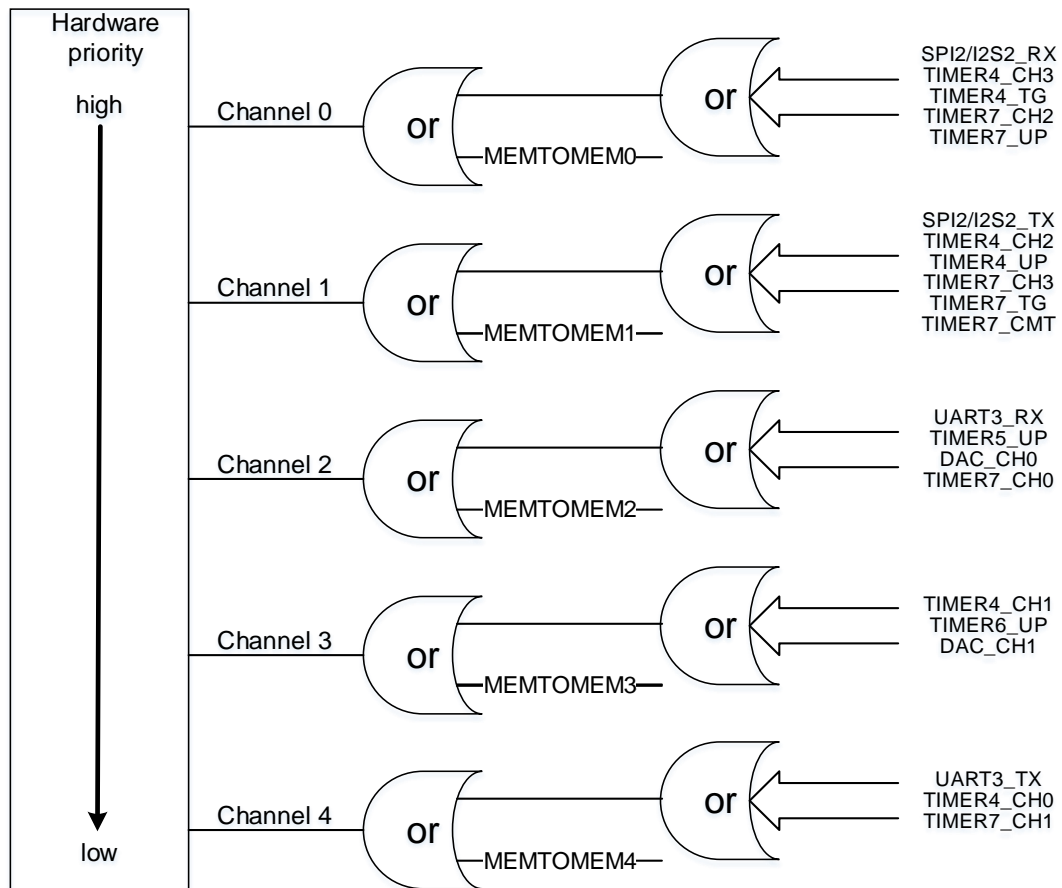 Hardware
priority
high
low
Channel 0
or
MEMTOMEM0
or
SPI2/I2S2_RX
TIMER4_CH3
TIMER4_TG
TIMER7_CH2
TIMER7_UP
Channel 1
or
MEMTOMEM1
or
SPI2/I2S2_TX
TIMER4_CH2
TIMER4_UP
TIMER7_CH3
TIMER7_TG
TIMER7_CMT
Channel 2
or
MEMTOMEM2
or
UART3_RX
TIMER5_UP
DAC_CH0
TIMER7_CH0
Channel 3
or
MEMTOMEM3
or
TIMER4_CH1
TIMER6_UP
DAC_CH1
Channel 4
or
MEMTOMEM4
or
UART3_TX
TIMER4_CH0
TIMER7_CH1